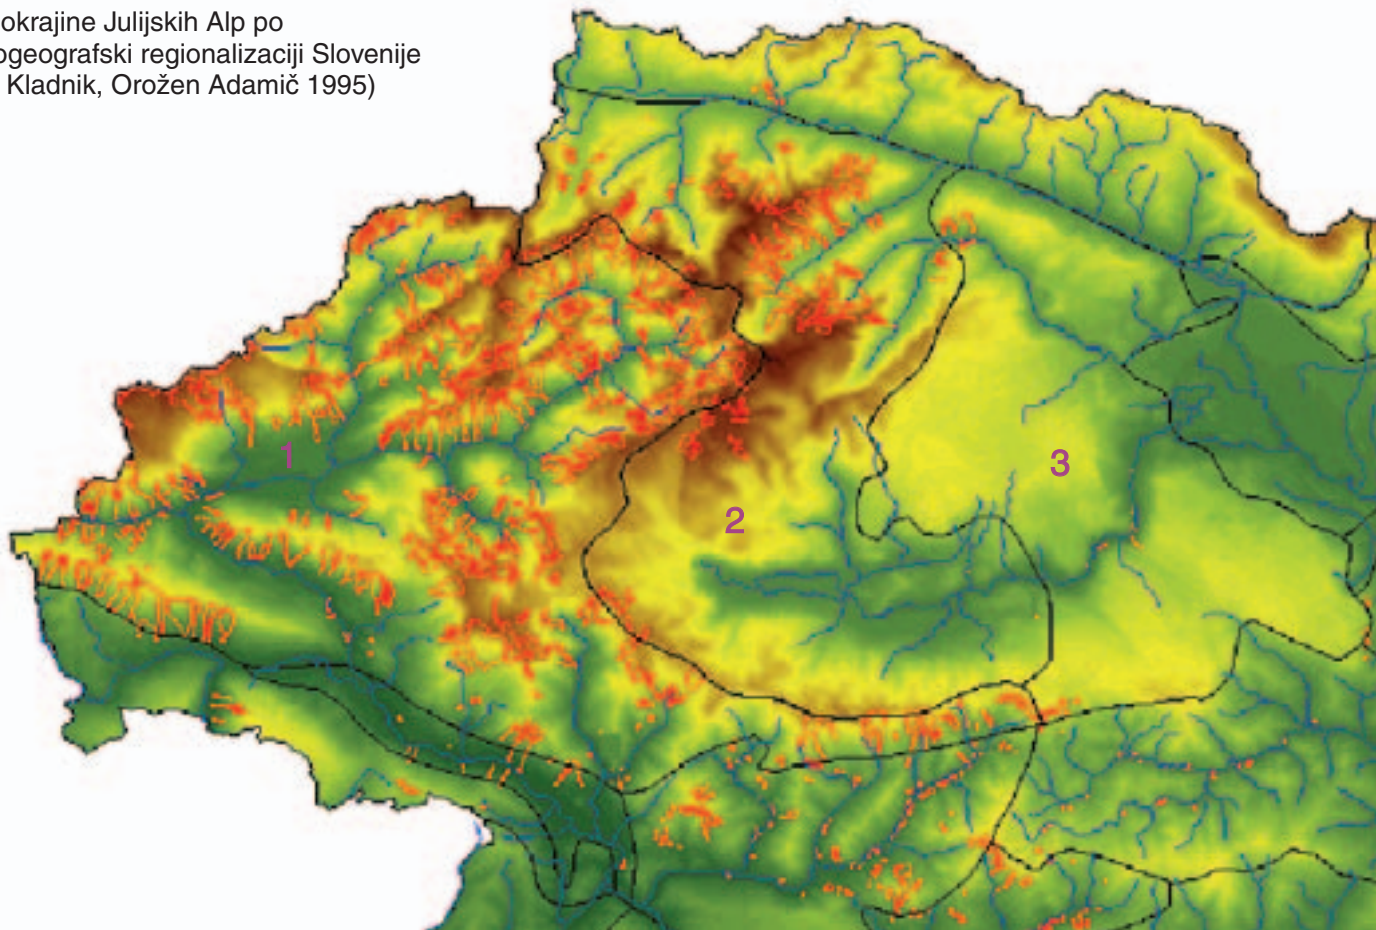 okrajine Julijskih Alp po
ogeografski regionalizaciji Slovenije
Kladnik, Orožen Adamič 1995)
1
2
3